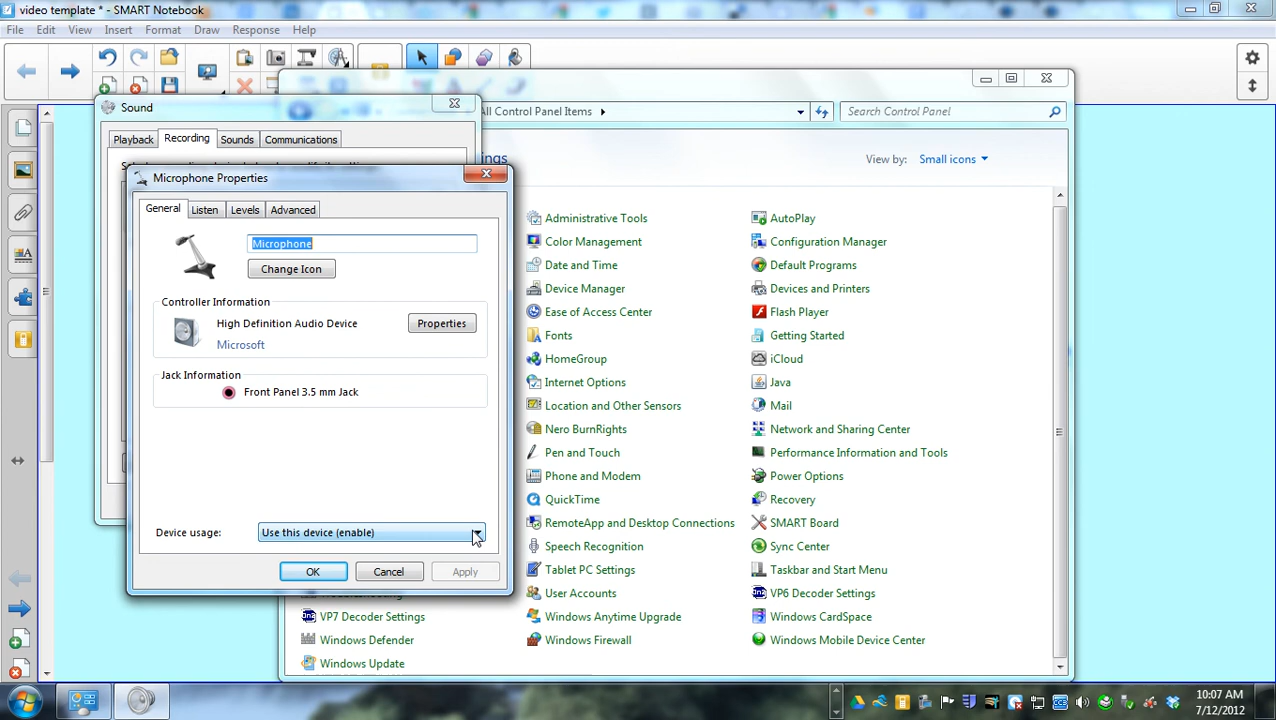 video template * - SMART Notebook
File Edit View Insert Format Draw Response Help
Sound
All Control Panel Items
Search Control Panel
Playback Recording Sounds Communications
ings
View by: Small icons
Microphone Properties
General Listen Levels Advanced
Microphone
Change Icon
Controller Information
High Definition Audio Device
Properties
Microsoft
Jack Information
Front Panel 3.5 mm Jack
Device usage:
Use this device (enable)
OK Cancel Apply
Administrative Tools
AutoPlay
Color Management
Configuration Manager
Date and Time
Default Programs
Device Manager
Devices and Printers
Ease of Access Center
Flash Player
Fonts
Getting Started
HomeGroup
iCloud
Internet Options
Java
Location and Other Sensors
Mail
Nero BurnRights
Network and Sharing Center
Pen and Touch
Performance Information and Tools
Phone and Modem
Power Options
QuickTime
Recovery
RemoteApp and Desktop Connections
SMART Board
Speech Recognition
Sync Center
Tablet PC Settings
Taskbar and Start Menu
User Accounts
VP6 Decoder Settings
VP7 Decoder Settings
Windows Anytime Upgrade
Windows CardSpace
Windows Defender
Windows Firewall
Windows Mobile Device Center
Windows Update
10:07 AM
7/12/2012